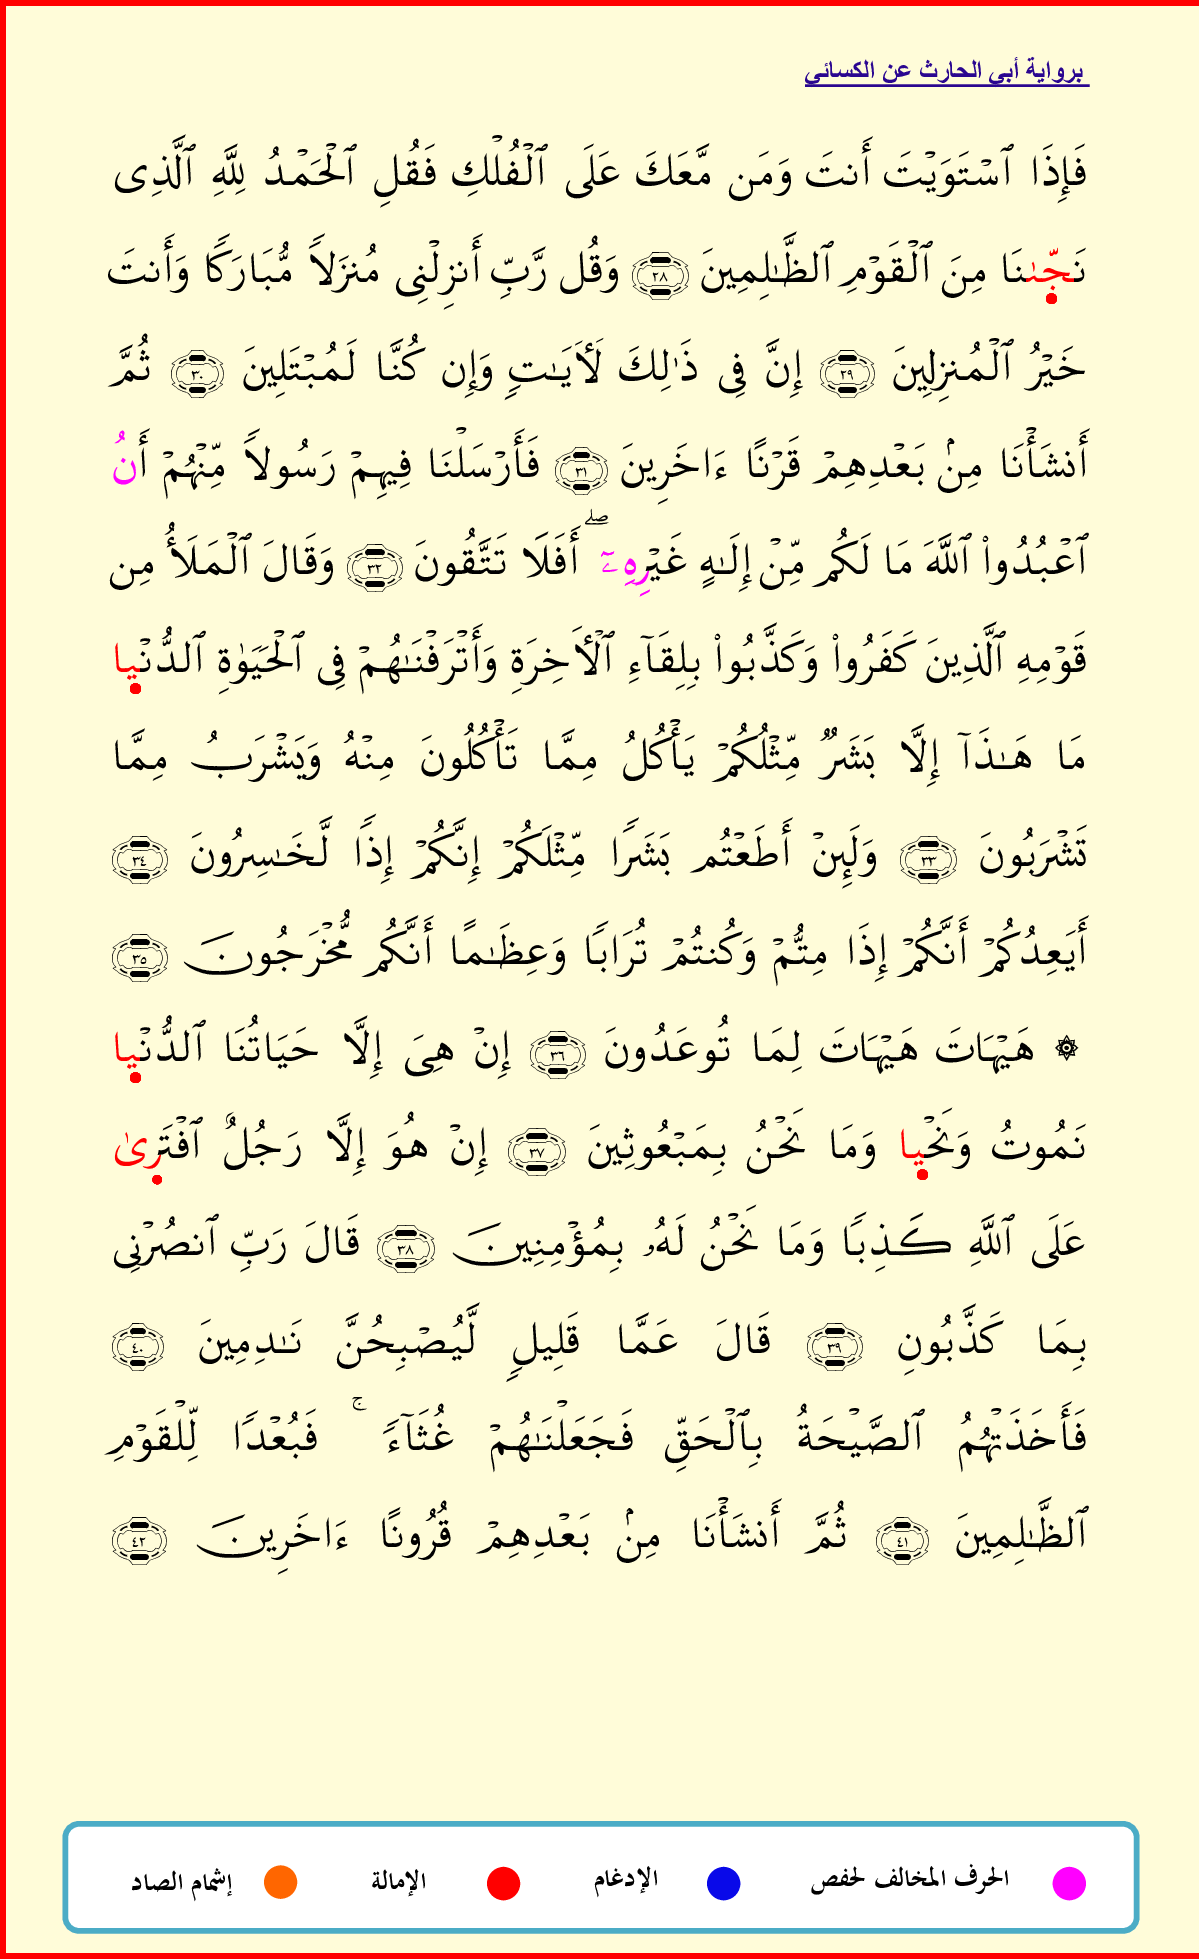 برواية أبي الحارث عن الكسائي
فَإِذَا ٱسْتَوَيْتَ أَنتَ وَمَن مَّعَكَ عَلَى ٱلْفُلْكِ فَقُلِ ٱلْحَمْدُ لِلَّهِ ٱلَّذِى
نَجَّىٰنَا مِنَ ٱلْقَوْمِ ٱلظَّـٰلِمِينَ ٢٨ وَقُل رَّبِّ أَنزِلْنِى مُنزَلًا مُّبَارَكًا وَأَنتَ
خَيْرُ ٱلْمُنزِلِينَ ٢٩ إِنَّ فِى ذَٰلِكَ لَأَيَـٰتٍ وَإِن كُنَّا لَمُبْتَلِينَ ٣٠ ثُمَّ
أَنشَأْنَا مِنۢ بَعْدِهِمْ قَرْنًا ءَاخَرِينَ ٣١ فَأَرْسَلْنَا فِيهِمْ رَسُولًا مِّنْهُمْ أَنُ
ٱعْبُدُوا۟ ٱللَّهَ مَا لَكُم مِّنْ إِلَـٰهٍ غَيْرِهِۦٓ ۖ أَفَلَا تَتَّقُونَ ٣٢ وَقَالَ ٱلْمَلَأُ مِن
قَوْمِهِ ٱلَّذِينَ كَفَرُوا۟ وَكَذَّبُوا۟ بِلِقَآءِ ٱلْأَخِرَةِ وَأَتْرَفْنَـٰهُمْ فِى ٱلْحَيَوٰةِ ٱلدُّنْيا
مَا هَـٰذَآ إِلَّا بَشَرٌ مِّثْلُكُمْ يَأْكُلُ مِمَّا تَأْكُلُونَ مِنْهُ وَيَشْرَبُ مِمَّا
تَشْرَبُونَ ٣٣ وَلَئِنْ أَطَعْتُم بَشَرًا مِّثْلَكُمْ إِنَّكُمْ إِذًا لَّخَـٰسِرُونَ ٣٤
أَيَعِدُكُمْ أَنَّكُمْ إِذَا مِتُّمْ وَكُنتُمْ تُرَابًا وَعِظَـٰمًا أَنَّكُم مُّخْرَجُونَ ٣٥
۞ هَيْهَاتَ هَيْهَاتَ لِمَا تُوعَدُونَ ٣٦ إِنْ هِىَ إِلَّا حَيَاتُنَا ٱلدُّنْيا
نَمُوتُ وَنَحْيا وَمَا نَحْنُ بِمَبْعُوثِينَ ٣٧ إِنْ هُوَ إِلَّا رَجُلٌ ٱفْتَرِىٰ
عَلَى ٱللَّهِ كَذِبًا وَمَا نَحْنُ لَهُۥ بِمُؤْمِنِينَ ٣٨ قَالَ رَبِّ ٱنصُرْنِى
بِمَا كَذَّبُونِ ٣٩ قَالَ عَمَّا قَلِيلٍ لَّيُصْبِحُنَّ نَـٰدِمِينَ ٤٠
فَأَخَذَتْهُمُ ٱلصَّيْحَةُ بِٱلْحَقِّ فَجَعَلْنَـٰهُمْ غُثَآءً ۚ فَبُعْدًا لِّلْقَوْمِ
ٱلظَّـٰلِمِينَ ٤١ ثُمَّ أَنشَأْنَا مِنۢ بَعْدِهِمْ قُرُونًا ءَاخَرِينَ ٤٢
الحرف المخالف لحفص الإدغام الإمالة إشمام الصاد